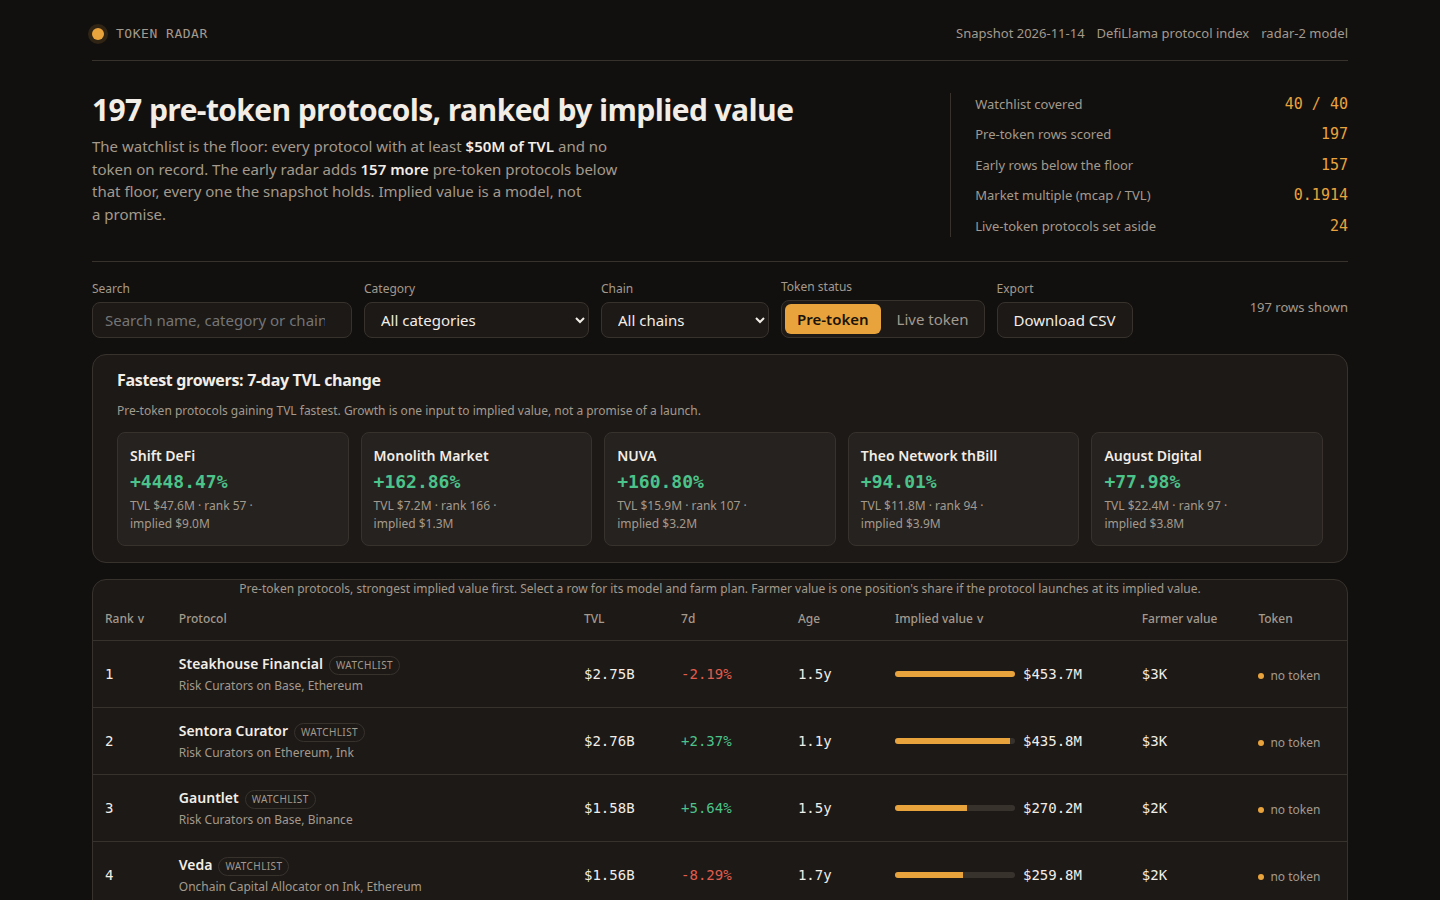 TOKEN RADAR
Snapshot 2026-11-14 DefiLlama protocol index radar-2 model
197 pre-token protocols, ranked by implied value
The watchlist is the floor: every protocol with at least $50M of TVL and no
token on record. The early radar adds 157 more pre-token protocols below
that floor, every one the snapshot holds. Implied value is a model, not
a promise.
Watchlist covered 40 / 40
Pre-token rows scored 197
Early rows below the floor 157
Market multiple (mcap / TVL) 0.1914
Live-token protocols set aside 24
Search Category Chain Token status Export
Search name, category or chain All categories All chains Pre-token Live token Download CSV 197 rows shown
Fastest growers: 7-day TVL change
Pre-token protocols gaining TVL fastest. Growth is one input to implied value, not a promise of a launch.
Shift DeFi
+4448.47%
TVL $47.6M · rank 57 ·
implied $9.0M
Monolith Market
+162.86%
TVL $7.2M · rank 166 ·
implied $1.3M
NUVA
+160.80%
TVL $15.9M · rank 107 ·
implied $3.2M
Theo Network thBill
+94.01%
TVL $11.8M · rank 94 ·
implied $3.9M
August Digital
+77.98%
TVL $22.4M · rank 97 ·
implied $3.8M
Pre-token protocols, strongest implied value first. Select a row for its model and farm plan. Farmer value is one position's share if the protocol launches at its implied value.
Rank v Protocol TVL 7d Age Implied value v Farmer value Token
1 Steakhouse Financial WATCHLIST $2.75B -2.19% 1.5y $453.7M $3K no token
Risk Curators on Base, Ethereum
2 Sentora Curator WATCHLIST $2.76B +2.37% 1.1y $435.8M $3K no token
Risk Curators on Ethereum, Ink
3 Gauntlet WATCHLIST $1.58B +5.64% 1.5y $270.2M $2K no token
Risk Curators on Base, Binance
4 Veda WATCHLIST $1.56B -8.29% 1.7y $259.8M $2K no token
Onchain Capital Allocator on Ink, Ethereum